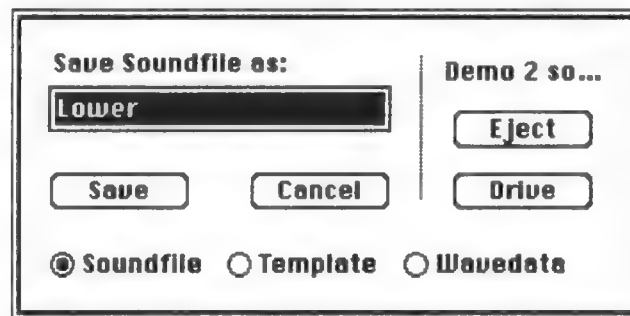 Save Soundfile as:
Lower
Save
Cancel
Demo 2 so...
Eject
Drive
Soundfile
Template
Wavedata